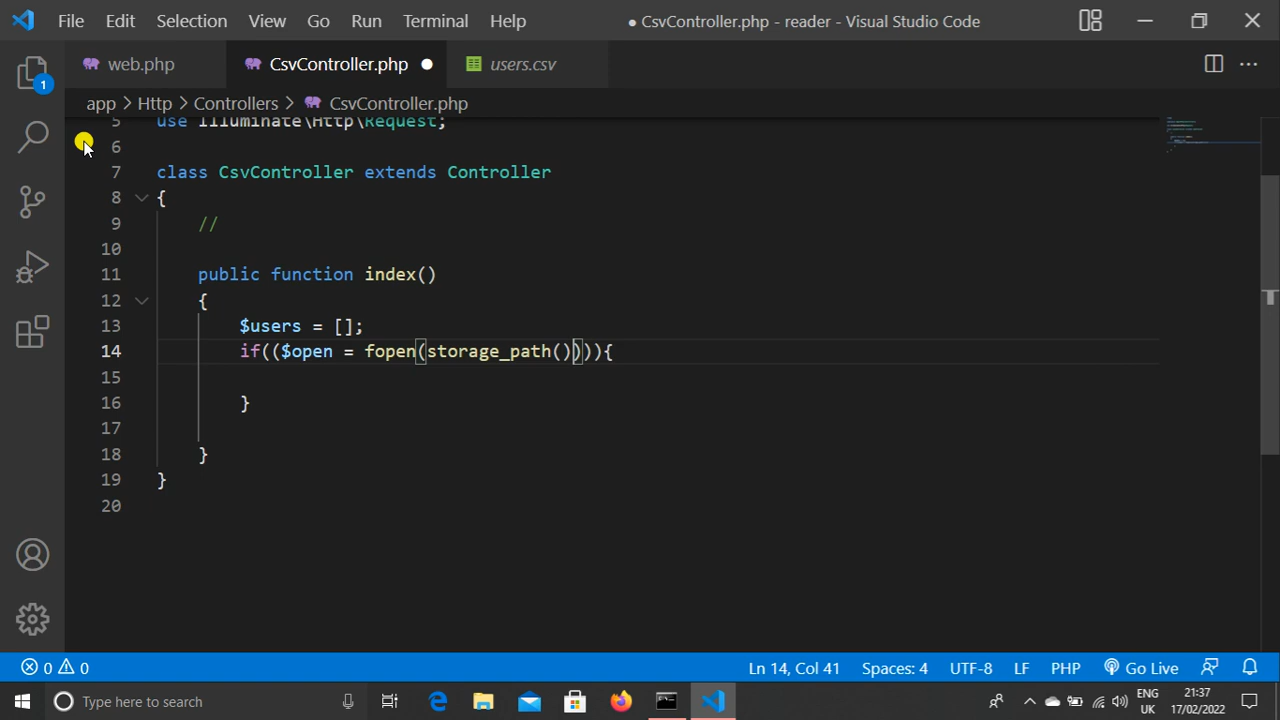 File Edit Selection View Go Run Terminal Help ● CsvController.php - reader - Visual Studio Code
web.php CsvController.php ● users.csv
app > Http > Controllers > CsvController.php
1
5 use Illuminate\Http\Request;
6
7 class CsvController extends Controller
8 {
9 //
10
11 public function index()
12 {
13 $users = [];
14 if(($open = fopen(storage_path()))){
15
16 }
17
18 }
19 }
20
0 0 Ln 14, Col 41 Spaces: 4 UTF-8 LF PHP Go Live
Type here to search ENG 21:37
UK 17/02/2022